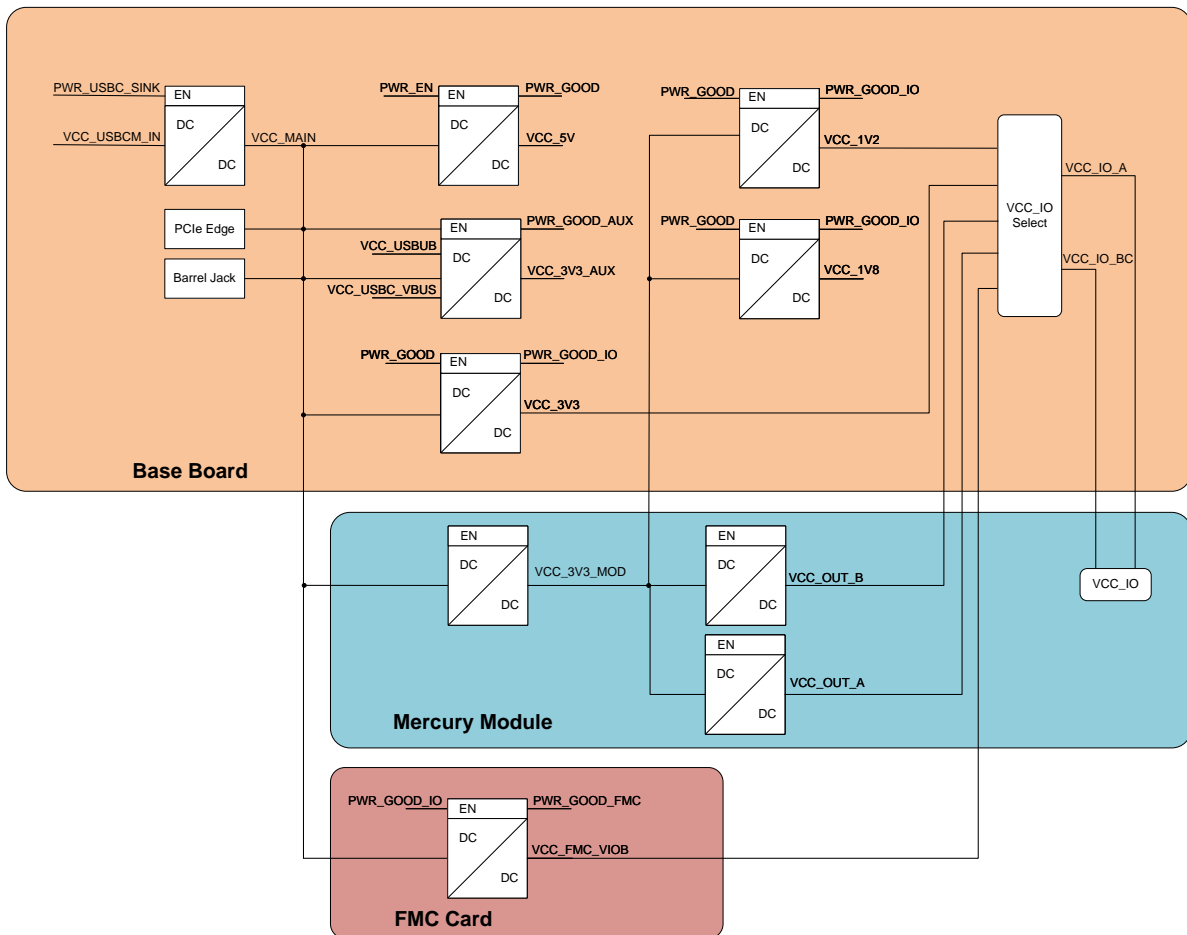 PWR_USBC_SINK
EN
VCC_USBCM_IN
DC
DC
VCC_MAIN
PWR_EN
EN
PWR_GOOD
DC
DC
VCC_5V
PWR_GOOD
EN
PWR_GOOD_IO
DC
DC
VCC_1V2
PCIe Edge
Barrel Jack
EN
PWR_GOOD_AUX
VCC_USBUB
DC
VCC_3V3_AUX
VCC_USBC_VBUS
DC
PWR_GOOD
EN
PWR_GOOD_IO
DC
VCC_1V8
DC
VCC_IO
Select
VCC_IO_A
VCC_IO_BC
PWR_GOOD
EN
PWR_GOOD_IO
DC
VCC_3V3
DC
Base Board
EN
DC
VCC_3V3_MOD
DC
EN
DC
VCC_OUT_B
DC
VCC_IO
EN
DC
VCC_OUT_A
DC
Mercury Module
PWR_GOOD_IO
EN
PWR_GOOD_FMC
DC
VCC_FMC_VIOB
DC
FMC Card